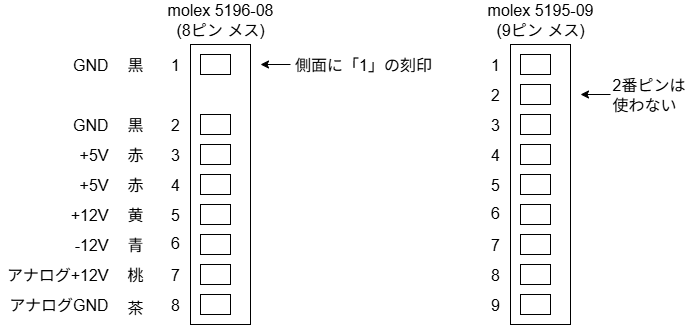 molex 5196-08
(8ピン メス)
molex 5195-09
(9ピン メス)
GND 黒 1
側面に「1」の刻印
1
2
2番ピンは
使わない
GND 黒 2
3
+5V 赤 3
4
+5V 赤 4
5
+12V 黄 5
6
-12V 青 6
7
アナログ+12V 桃 7
8
アナログGND 茶 8
9